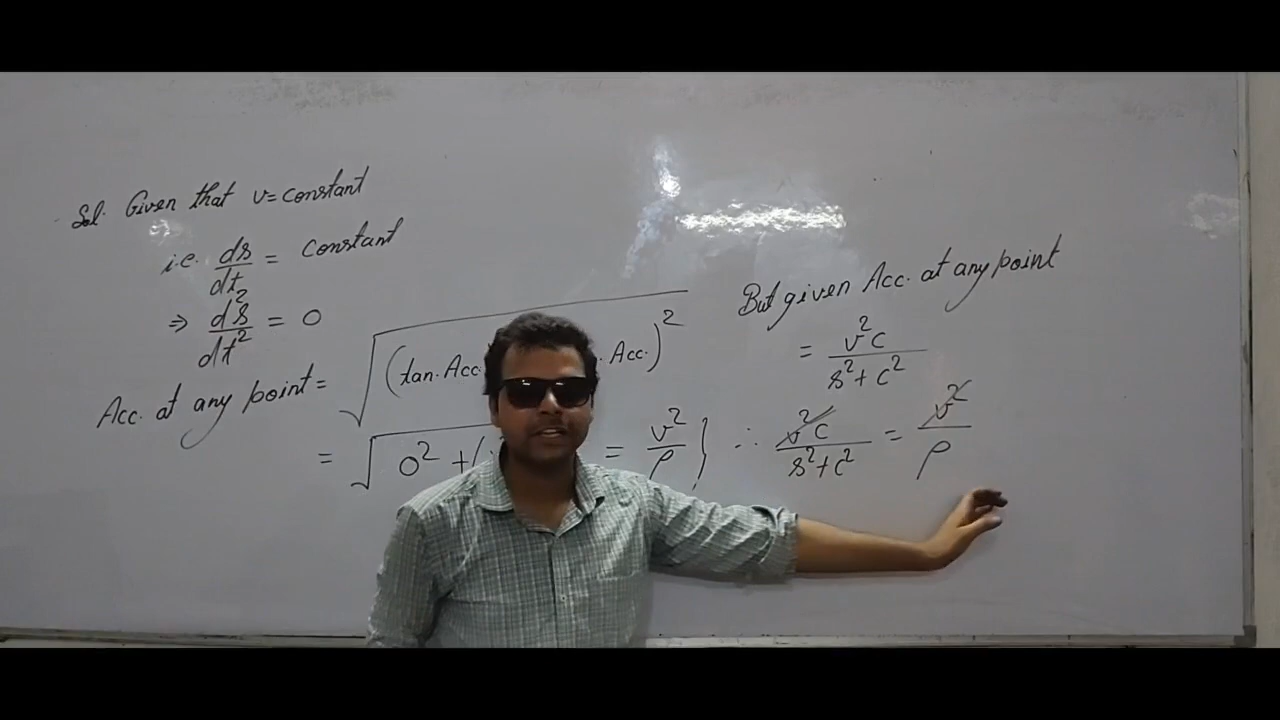 Sol. Given that v = constant
i.e. ds/dt = constant
⇒ d²s/dt² = 0
Acc. at any point = √((tan. Acc. Acc.)²
= √(0² + ( = v²/ρ }
But given Acc. at any point
= v²c/(s²+c²)
∴ v²c/(s²+c²) = v²/ρ